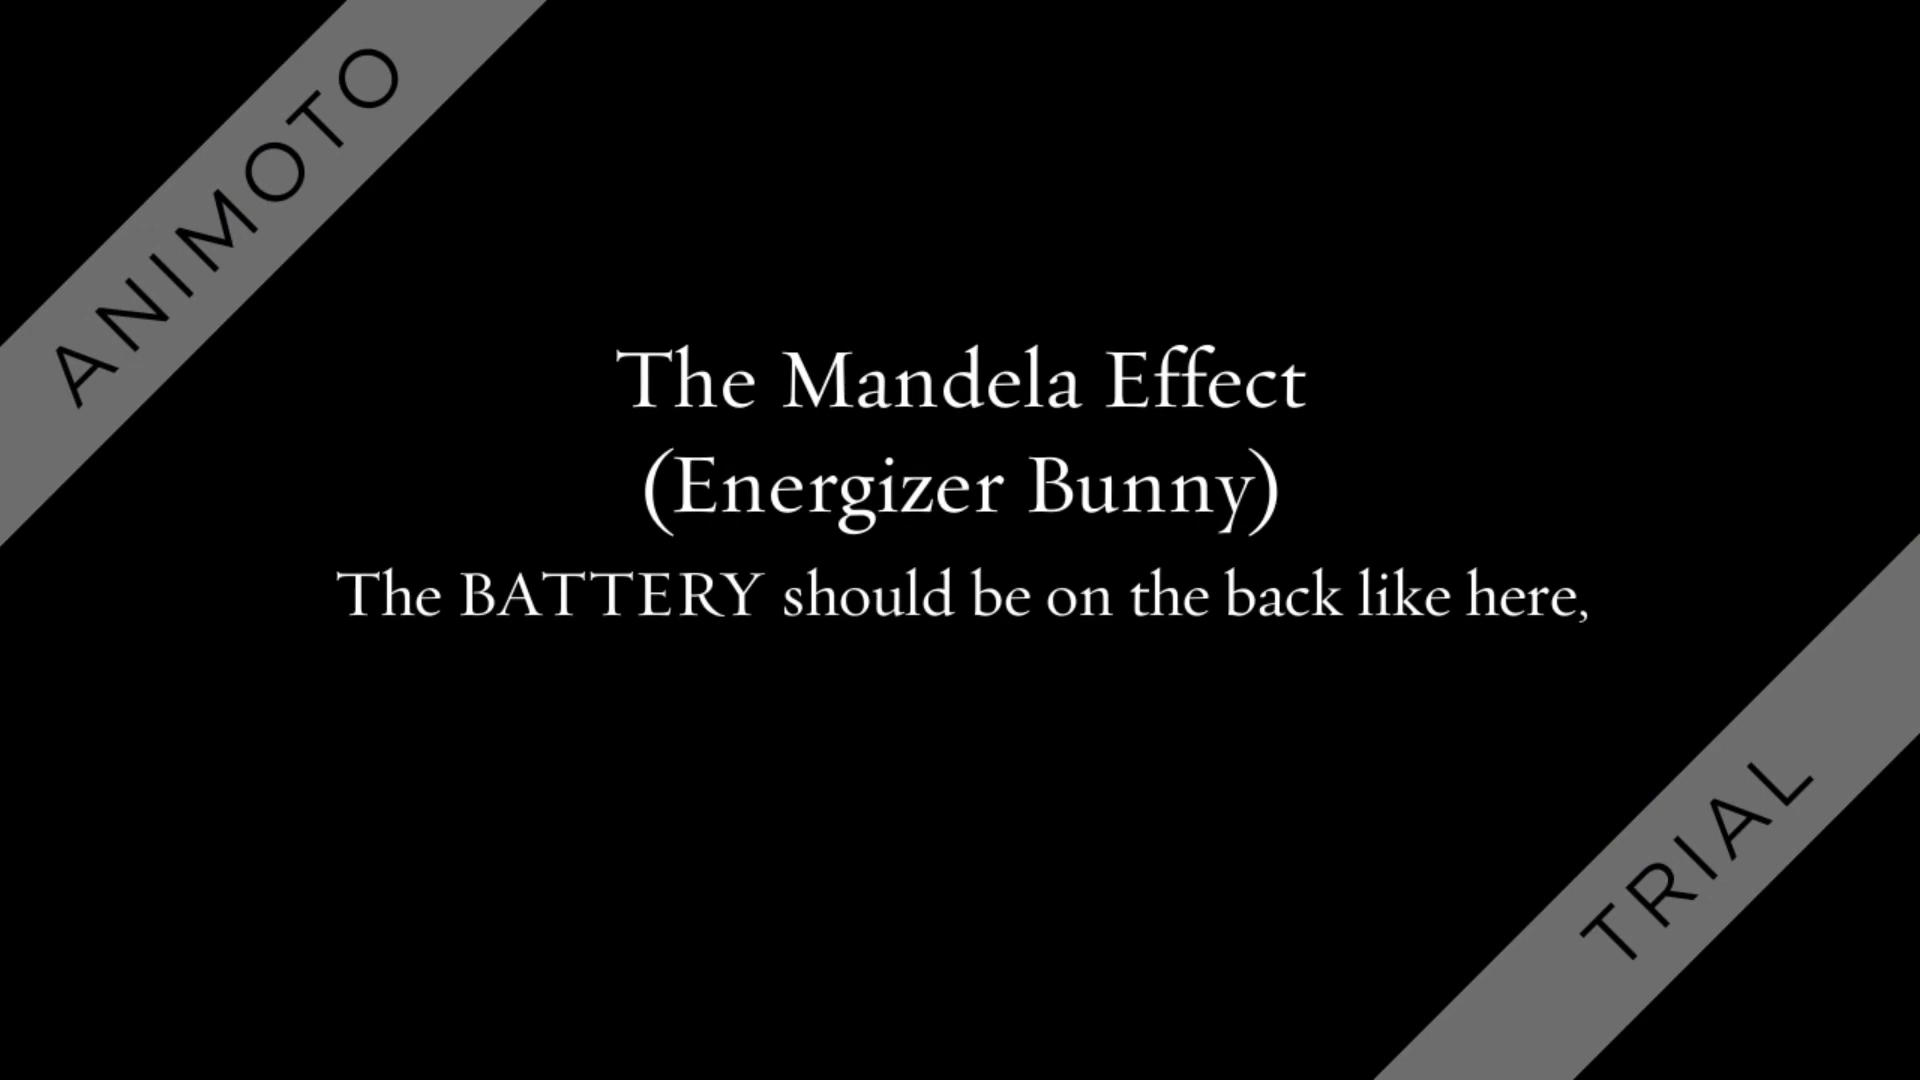 ANIMOTO
The Mandela Effect
(Energizer Bunny)
The BATTERY should be on the back like here,
TRIAL